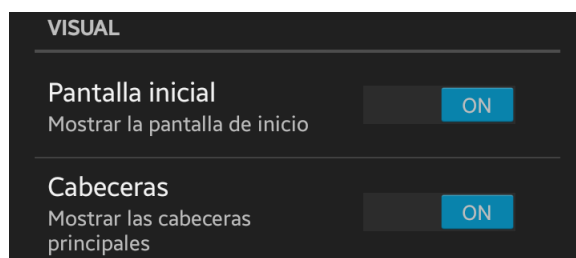 VISUAL
Pantalla inicial
Mostrar la pantalla de inicio
ON
Cabeceras
Mostrar las cabeceras
principales
ON